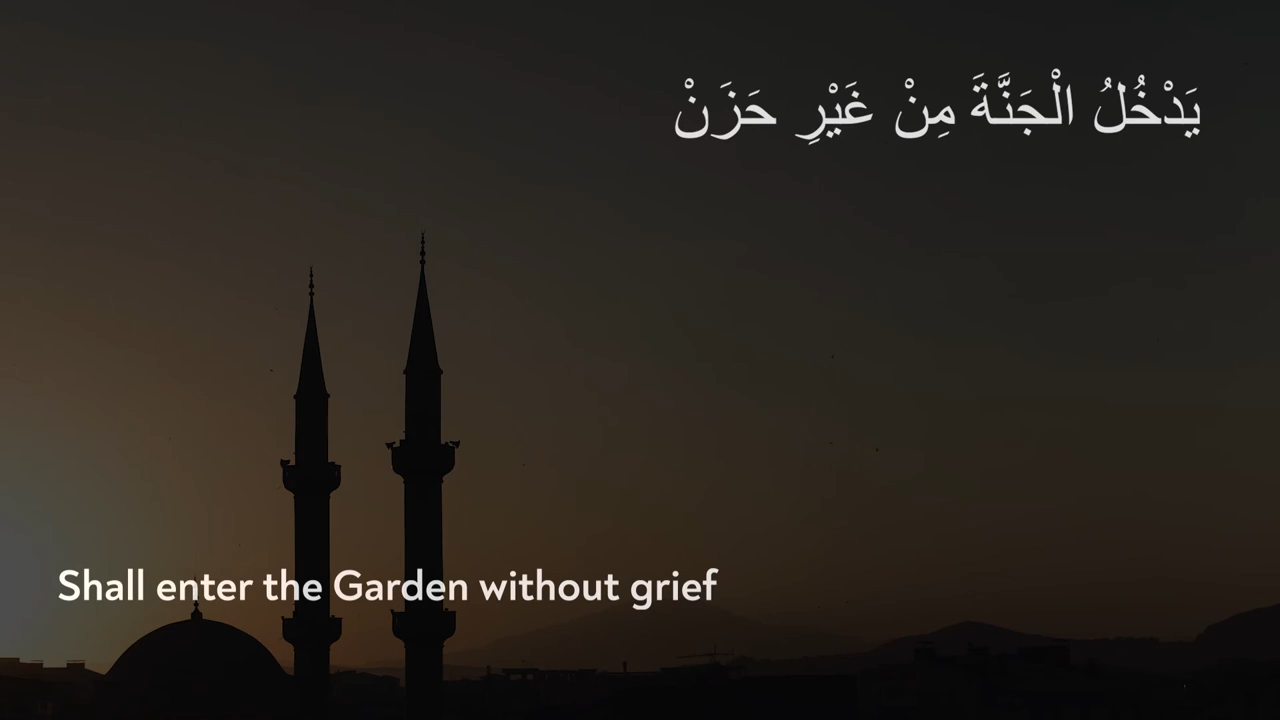 يَدْخُلُ الْجَنَّةَ مِنْ غَيْرِ حَزَنْ
Shall enter the Garden without grief